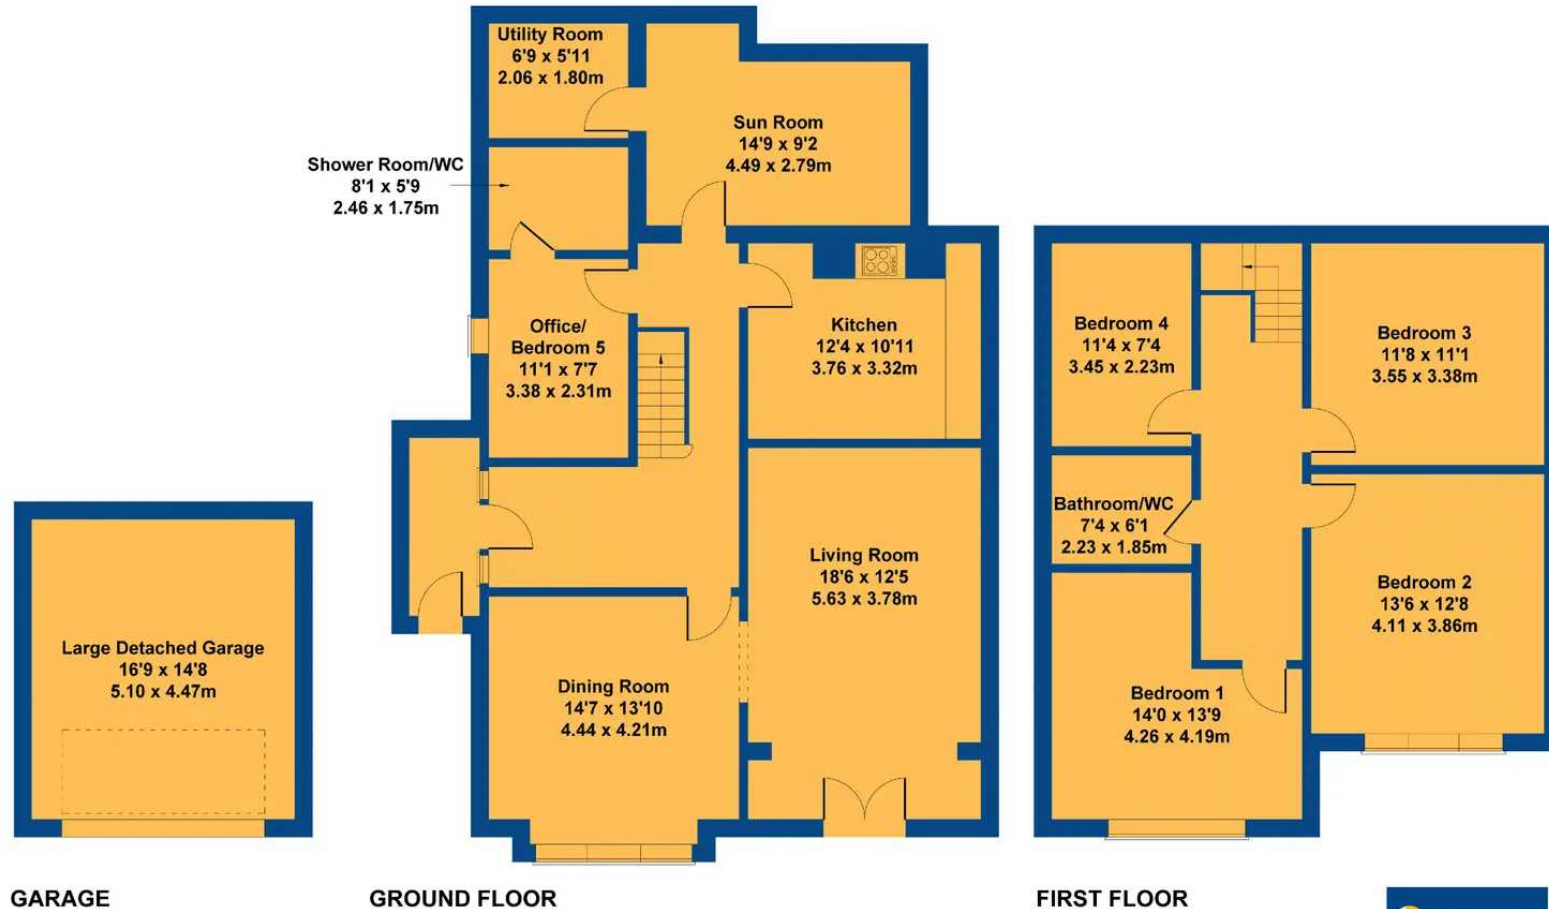 Utility Room
6'9 x 5'11
2.06 x 1.80m
Sun Room
14'9 x 9'2
4.49 x 2.79m
Shower Room/WC
8'1 x 5'9
2.46 x 1.75m
Office/
Bedroom 5
11'1 x 7'7
3.38 x 2.31m
Kitchen
12'4 x 10'11
3.76 x 3.32m
Living Room
18'6 x 12'5
5.63 x 3.78m
Dining Room
14'7 x 13'10
4.44 x 4.21m
Large Detached Garage
16'9 x 14'8
5.10 x 4.47m
Bedroom 4
11'4 x 7'4
3.45 x 2.23m
Bedroom 3
11'8 x 11'1
3.55 x 3.38m
Bathroom/WC
7'4 x 6'1
2.23 x 1.85m
Bedroom 2
13'6 x 12'8
4.11 x 3.86m
Bedroom 1
14'0 x 13'9
4.26 x 4.19m
GARAGE
GROUND FLOOR
FIRST FLOOR